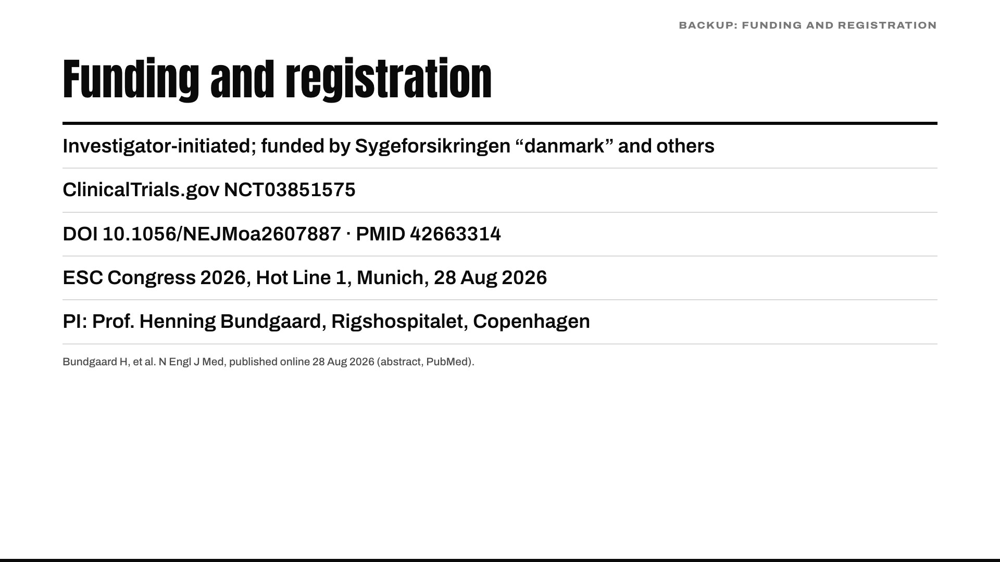 BACKUP: FUNDING AND REGISTRATION
Funding and registration
Investigator-initiated; funded by Sygeforsikringen “danmark” and others
ClinicalTrials.gov NCT03851575
DOI 10.1056/NEJMoa2607887 · PMID 42663314
ESC Congress 2026, Hot Line 1, Munich, 28 Aug 2026
PI: Prof. Henning Bundgaard, Rigshospitalet, Copenhagen
Bundgaard H, et al. N Engl J Med, published online 28 Aug 2026 (abstract, PubMed).